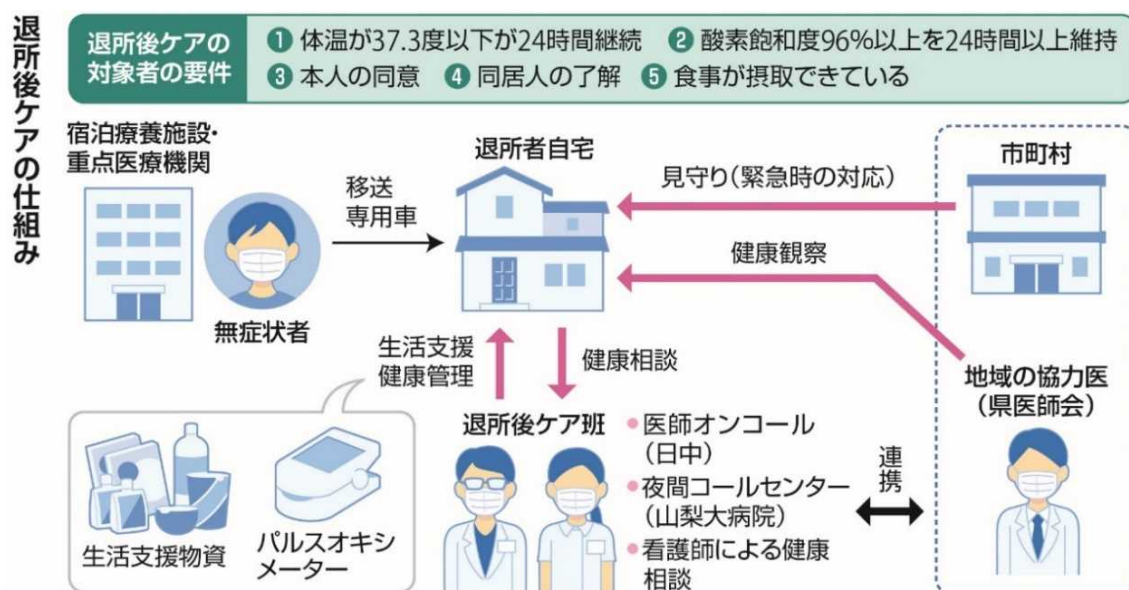 退所後ケアの仕組み
退所後ケアの
対象者の要件
❶ 体温が37.3度以下が24時間継続 ❷ 酸素飽和度96%以上を24時間以上維持
❸ 本人の同意 ❹ 同居人の了解 ❺ 食事が摂取できている
宿泊療養施設・
重点医療機関
無症状者
移送
専用車
退所者自宅
見守り(緊急時の対応)
市町村
健康観察
地域の協力医
(県医師会)
生活支援
健康管理
健康相談
生活支援物資
パルスオキシ
メーター
退所後ケア班
●医師オンコール
(日中)
●夜間コールセンター
(山梨大病院)
●看護師による健康
相談
連携